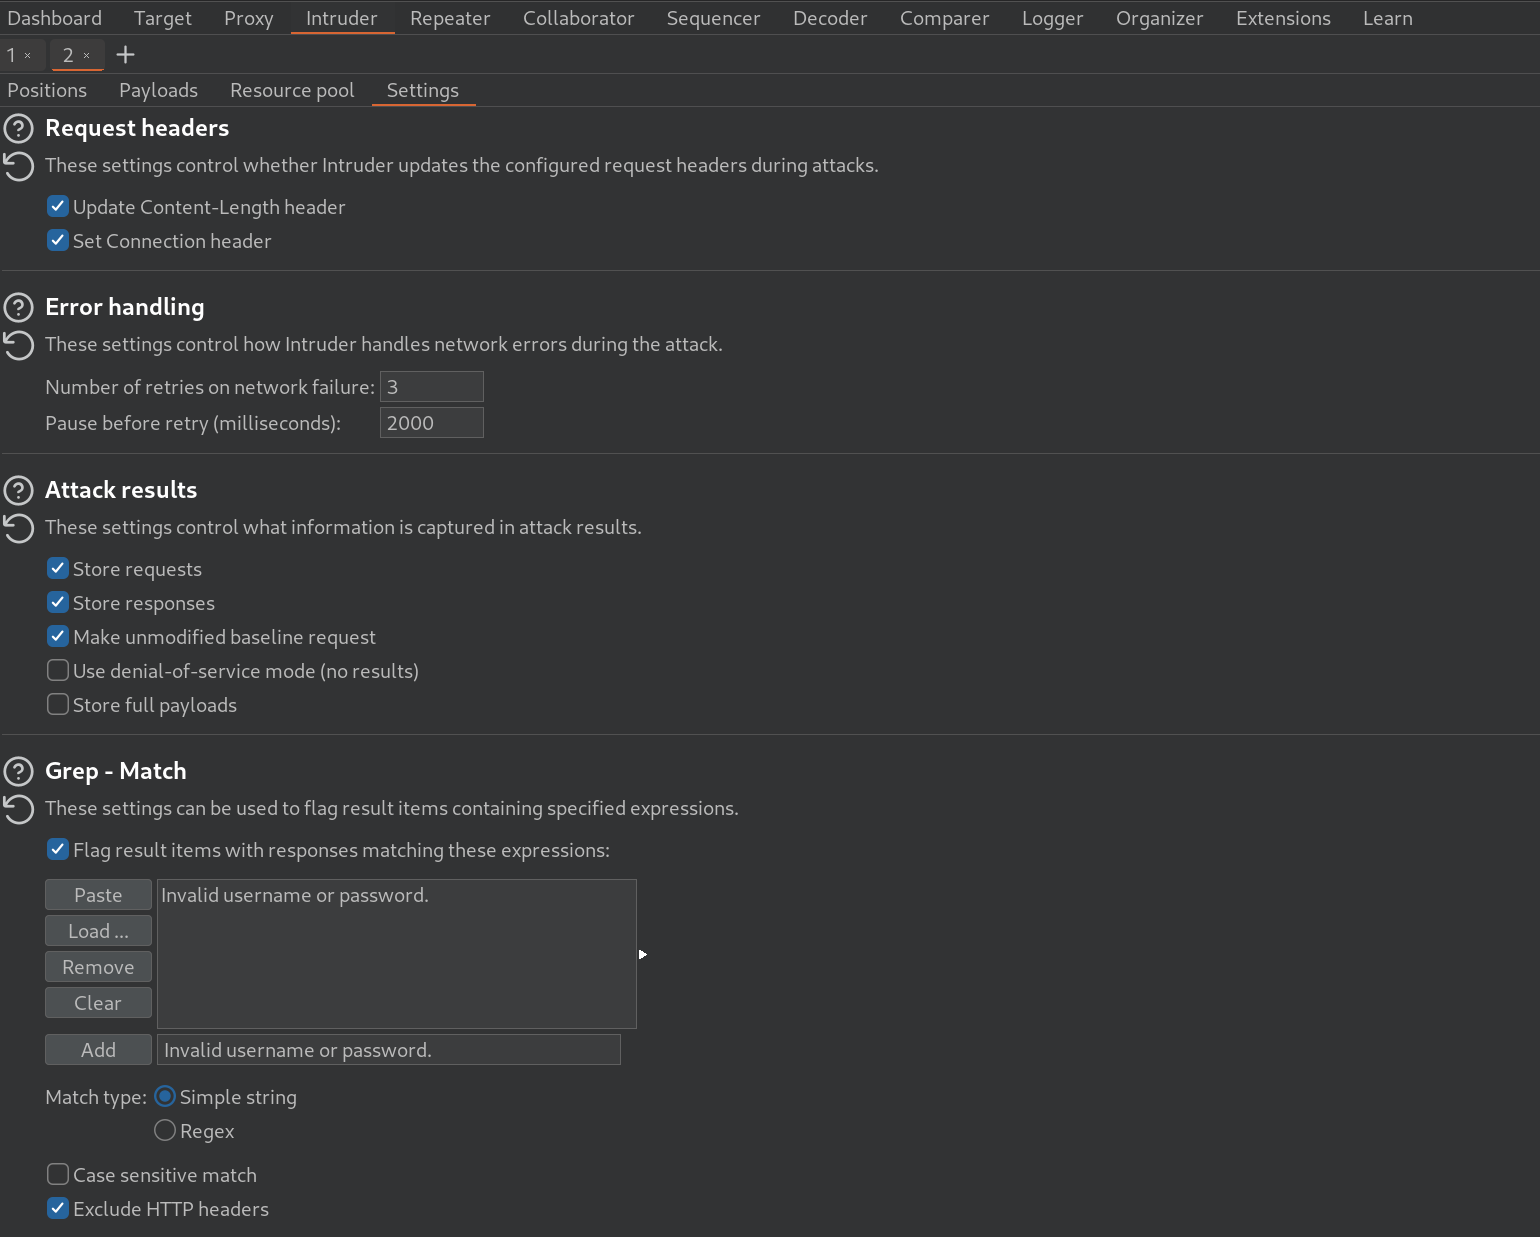 Dashboard Target Proxy Intruder Repeater Collaborator Sequencer Decoder Comparer Logger Organizer Extensions Learn
1 × 2 × +
Positions Payloads Resource pool Settings
Request headers
These settings control whether Intruder updates the configured request headers during attacks.
Update Content-Length header
Set Connection header
Error handling
These settings control how Intruder handles network errors during the attack.
Number of retries on network failure: 3
Pause before retry (milliseconds): 2000
Attack results
These settings control what information is captured in attack results.
Store requests
Store responses
Make unmodified baseline request
Use denial-of-service mode (no results)
Store full payloads
Grep - Match
These settings can be used to flag result items containing specified expressions.
Flag result items with responses matching these expressions:
Paste Invalid username or password.
Load ...
Remove
Clear
Add Invalid username or password.
Match type: Simple string
Regex
Case sensitive match
Exclude HTTP headers